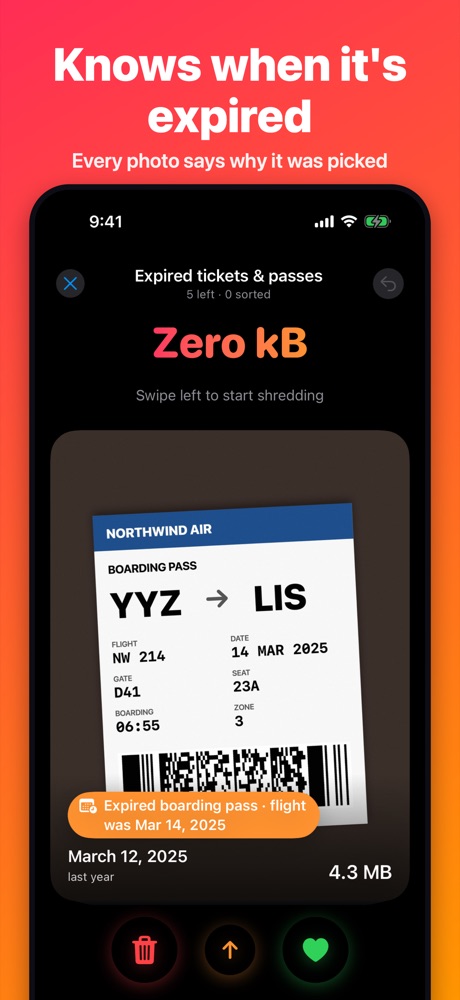 Knows when it's
expired
Every photo says why it was picked
9:41
Expired tickets & passes
5 left · 0 sorted
Zero kB
Swipe left to start shredding
NORTHWIND AIR
BOARDING PASS
YYZ → LIS
FLIGHT
NW 214
DATE
14 MAR 2025
GATE
D41
SEAT
23A
BOARDING
06:55
ZONE
3
Expired boarding pass · flight
was Mar 14, 2025
March 12, 2025
last year
4.3 MB